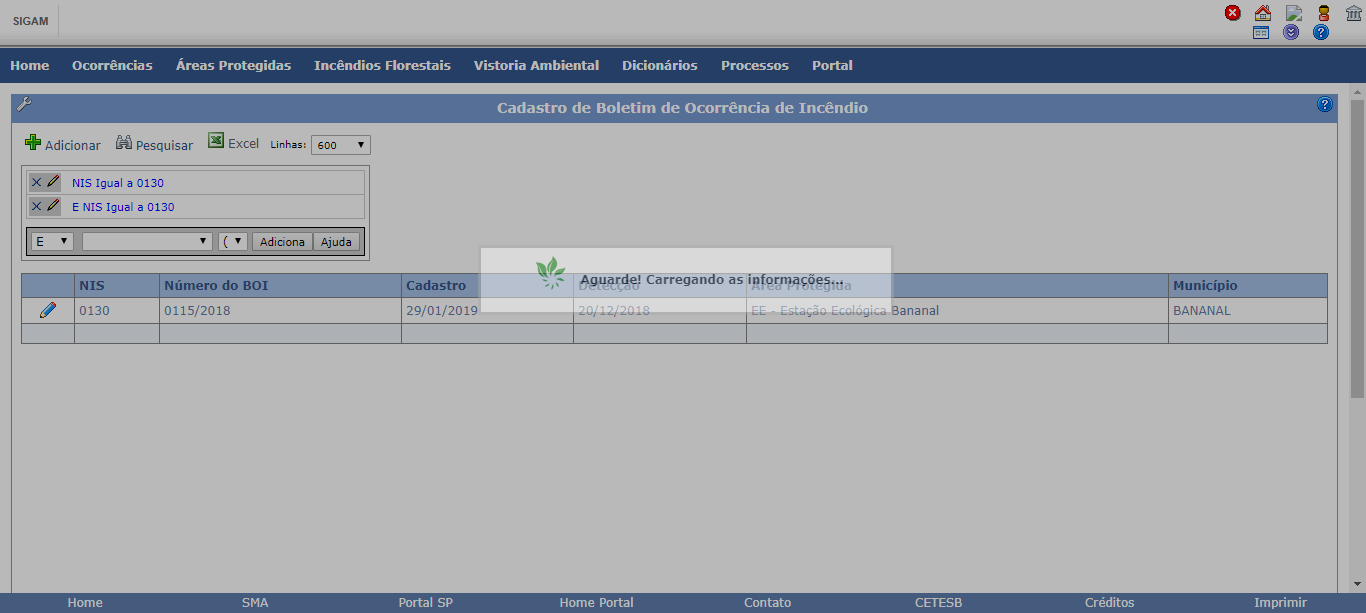 SIGAM
Home Ocorrências Áreas Protegidas Incêndios Florestais Vistoria Ambiental Dicionários Processos Portal
Cadastro de Boletim de Ocorrência de Incêndio
Adicionar Pesquisar Excel Linhas: 600
NIS Igual a 0130
E NIS Igual a 0130
E ( Adiciona Ajuda
Aguarde! Carregando as informações...
NIS Número do BOI Cadastro Detecção Área Protegida Município
0130 0115/2018 29/01/2019 20/12/2018 EE - Estação Ecológica Bananal BANANAL
Home SMA Portal SP Home Portal Contato CETESB Créditos Imprimir